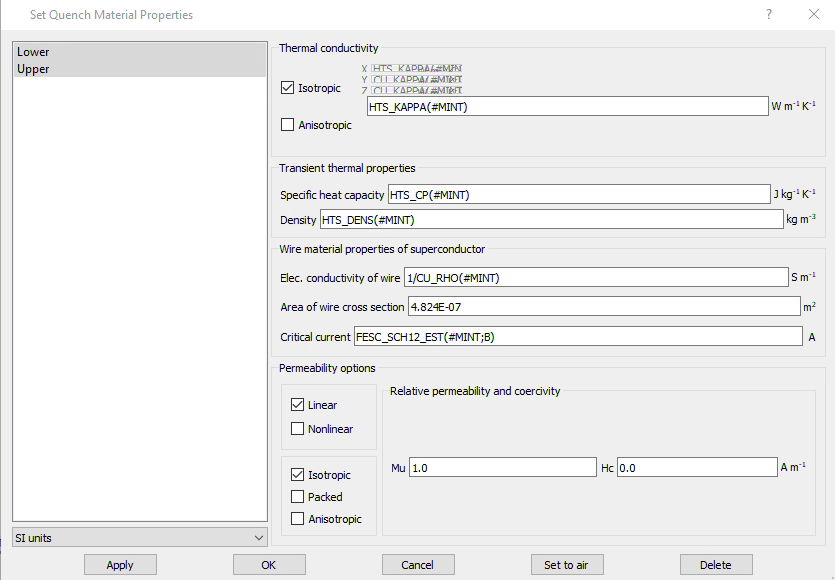 Set Quench Material Properties
?
Lower
Upper
Thermal conductivity
X HTS_KAPPA(#MIN
Y CU_KAPPA(#MINT
Z CU_KAPPA(#MINT
Isotropic
HTS_KAPPA(#MINT) W m⁻¹ K⁻¹
Anisotropic
Transient thermal properties
Specific heat capacity HTS_CP(#MINT) J kg⁻¹ K⁻¹
Density HTS_DENS(#MINT) kg m⁻³
Wire material properties of superconductor
Elec. conductivity of wire 1/CU_RHO(#MINT) S m⁻¹
Area of wire cross section 4.824E-07 m²
Critical current FESC_SCH12_EST(#MINT;B) A
Permeability options
Linear
Nonlinear
Isotropic
Packed
Anisotropic
Relative permeability and coercivity
Mu 1.0 Hc 0.0 A m⁻¹
SI units
Apply OK Cancel Set to air Delete